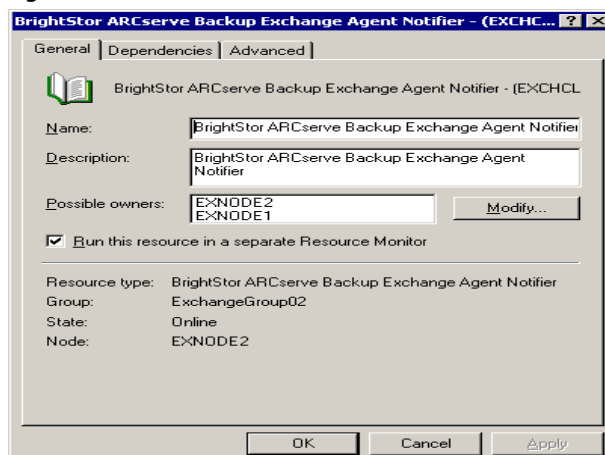 BrightStor ARCserve Backup Exchange Agent Notifier - (EXCHC... ? X
General Dependencies Advanced
BrightStor ARCserve Backup Exchange Agent Notifier - (EXCHCL
Name: BrightStor ARCserve Backup Exchange Agent Notifier
Description: BrightStor ARCserve Backup Exchange Agent
Notifier
Possible owners: EXNODE2
EXNODE1
Modify...
Run this resource in a separate Resource Monitor
Resource type: BrightStor ARCserve Backup Exchange Agent Notifier
Group: ExchangeGroup02
State: Online
Node: EXNODE2
OK Cancel Apply